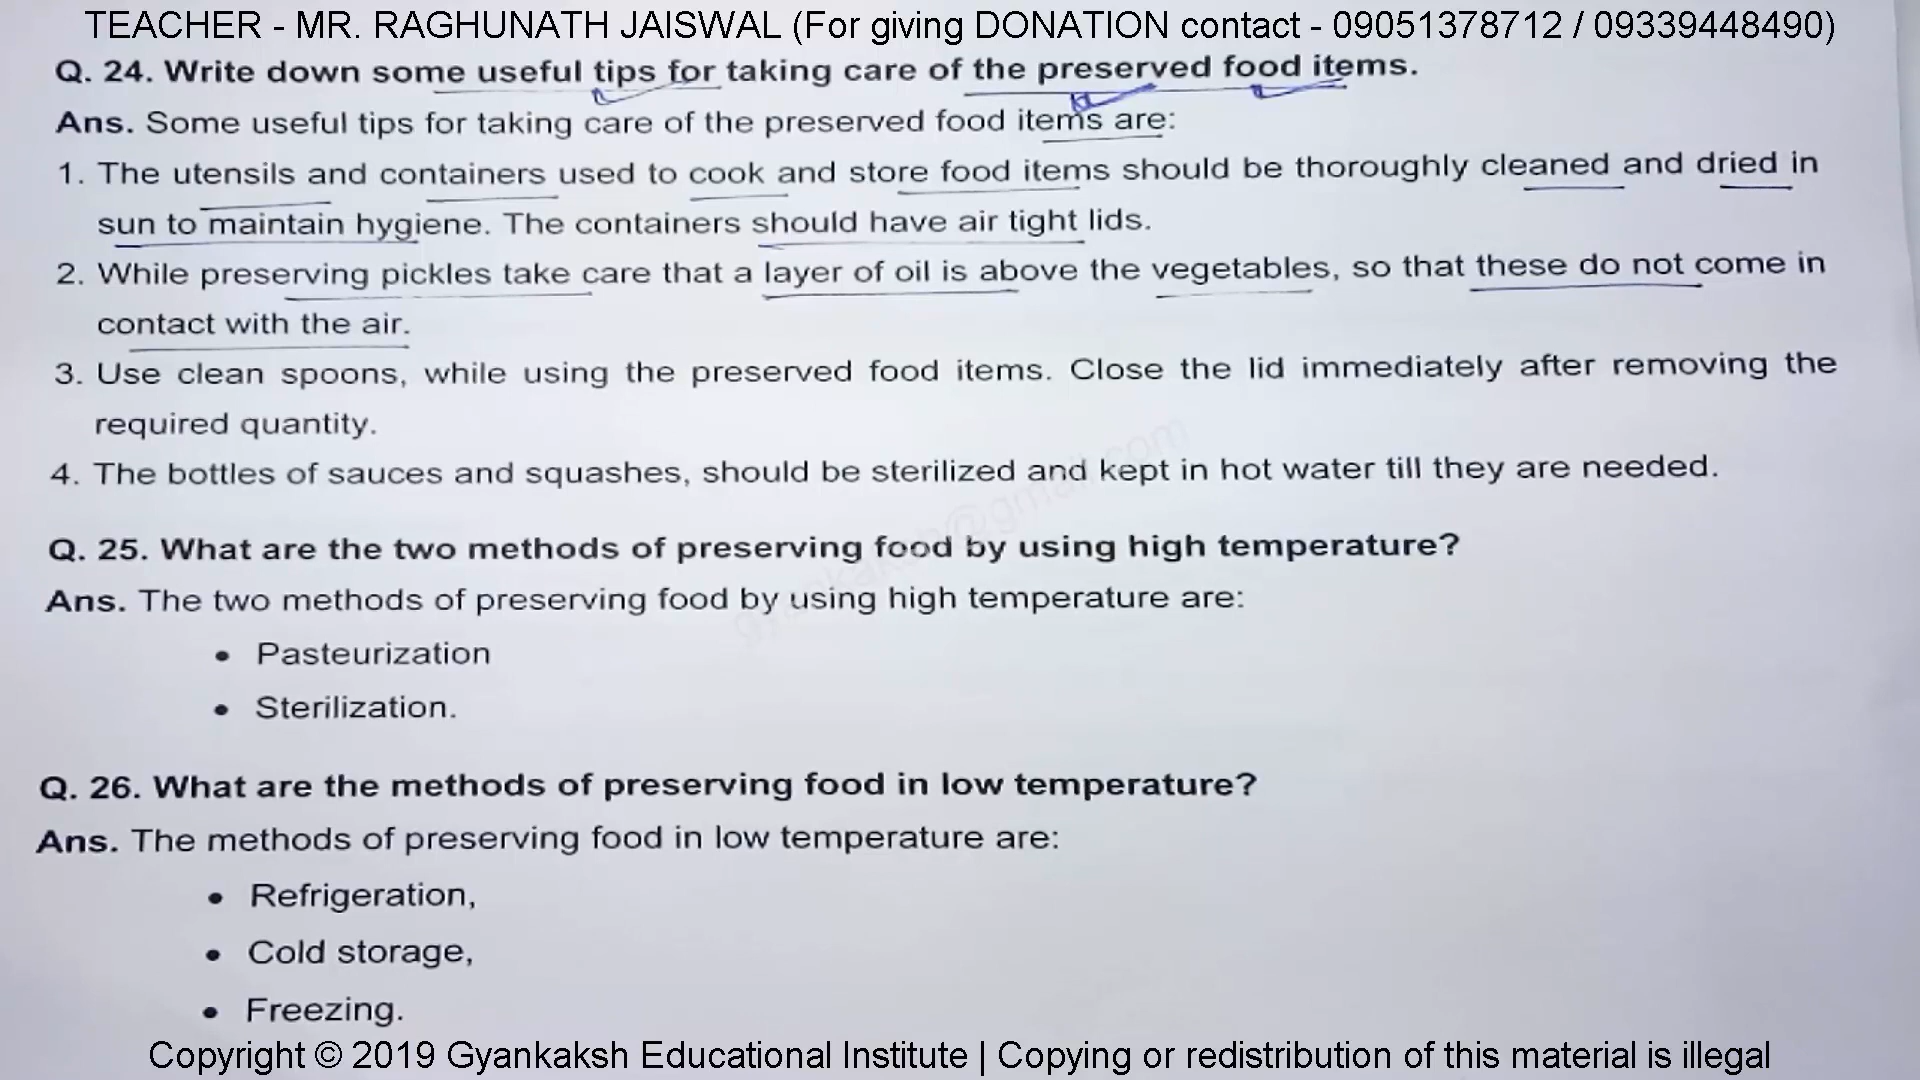 TEACHER - MR. RAGHUNATH JAISWAL (For giving DONATION contact - 09051378712 / 09339448490)
Q. 24. Write down some useful tips for taking care of the preserved food items.
Ans. Some useful tips for taking care of the preserved food items are:
1. The utensils and containers used to cook and store food items should be thoroughly cleaned and dried in
sun to maintain hygiene. The containers should have air tight lids.
2. While preserving pickles take care that a layer of oil is above the vegetables, so that these do not come in
contact with the air.
3. Use clean spoons, while using the preserved food items. Close the lid immediately after removing the
required quantity.
4. The bottles of sauces and squashes, should be sterilized and kept in hot water till they are needed.
gyankaksh@gmail.com
Q. 25. What are the two methods of preserving food by using high temperature?
Ans. The two methods of preserving food by using high temperature are:
• Pasteurization
• Sterilization.
Q. 26. What are the methods of preserving food in low temperature?
Ans. The methods of preserving food in low temperature are:
• Refrigeration,
• Cold storage,
• Freezing.
Copyright © 2019 Gyankaksh Educational Institute | Copying or redistribution of this material is illegal